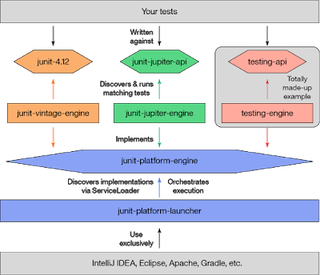 Your tests
Written
against
junit-4.12
junit-jupiter-api
testing-api
Discovers & runs
matching tests
Totally
made-up
example
junit-vintage-engine
junit-jupiter-engine
testing-engine
Implements
junit-platform-engine
Discovers implementations
via ServiceLoader
Orchestrates
execution
junit-platform-launcher
Use
exclusively
IntelliJ IDEA, Eclipse, Apache, Gradle, etc.